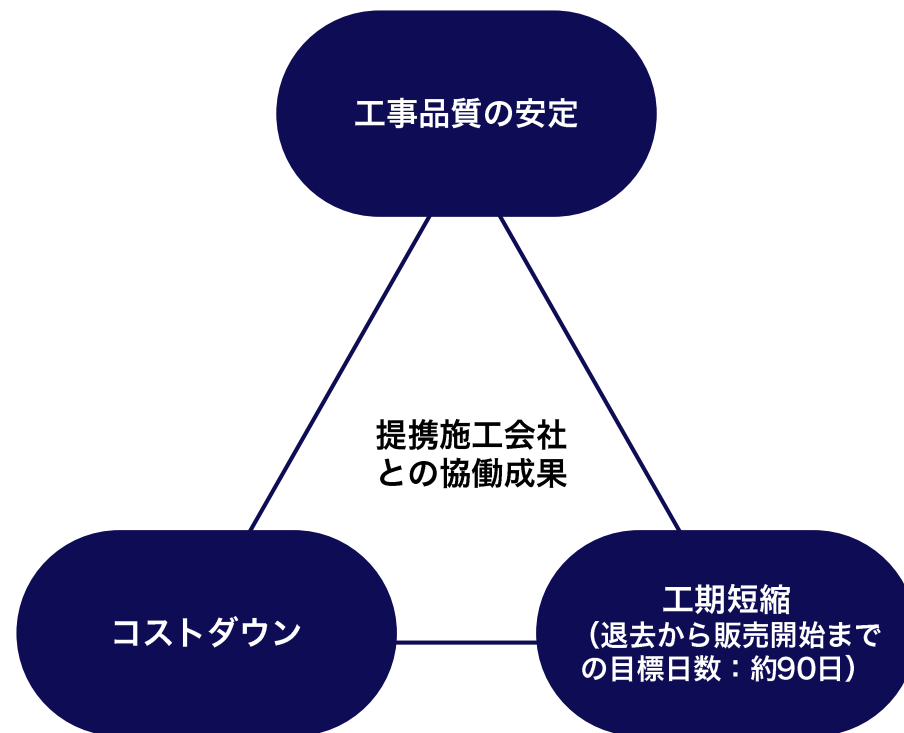 工事品質の安定
提携施工会社
との協働成果
コストダウン
工期短縮
（退去から販売開始まで
の目標日数：約90日）